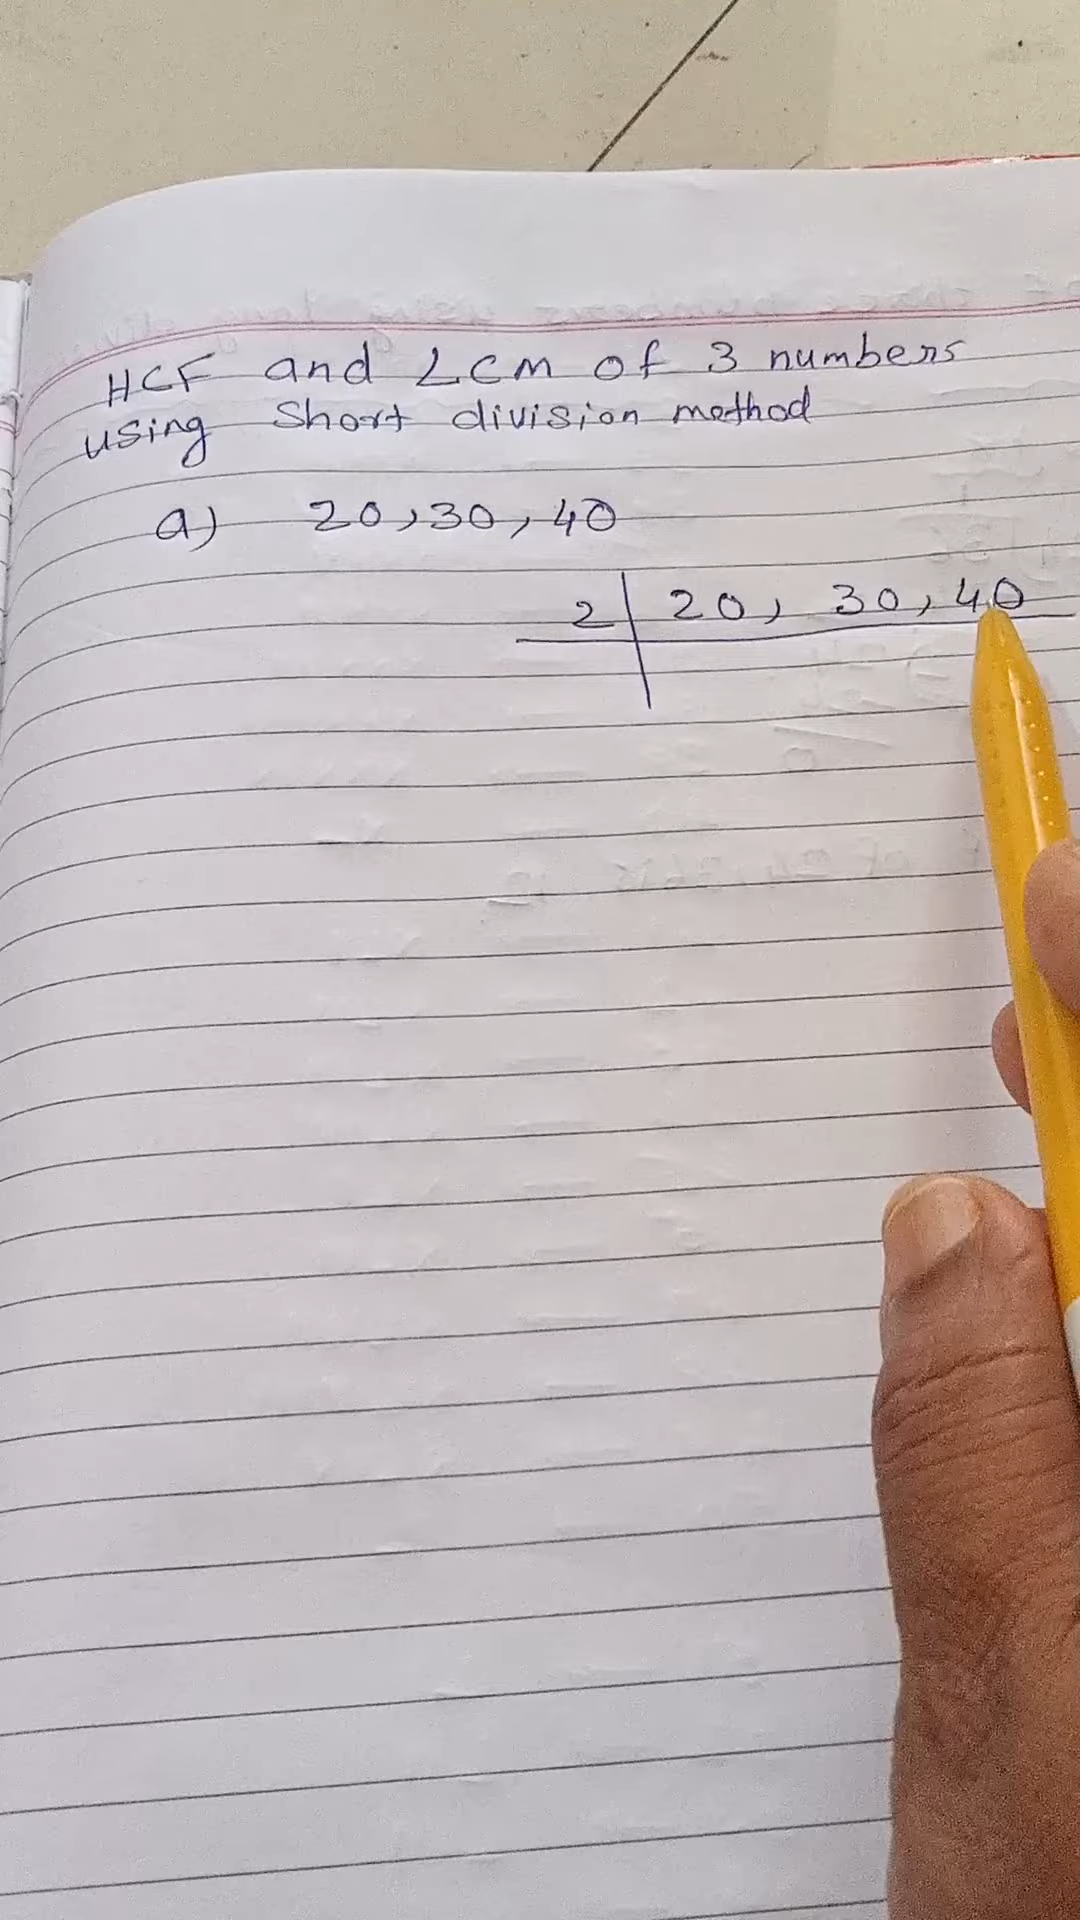 HCF and LCM of 3 numbers
using Short division method
a) 20, 30, 40
2 | 20, 30, 40